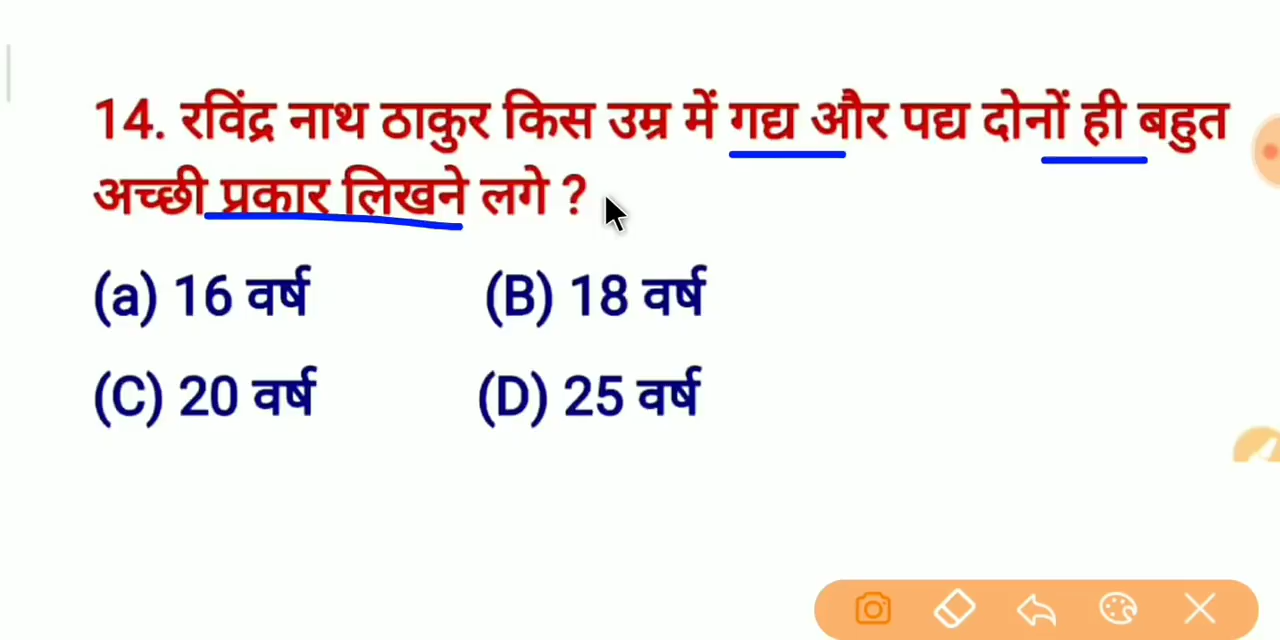 14. रविंद्र नाथ ठाकुर किस उम्र में गद्य और पद्य दोनों ही बहुत
अच्छी प्रकार लिखने लगे ?
(a) 16 वर्ष (B) 18 वर्ष
(C) 20 वर्ष (D) 25 वर्ष